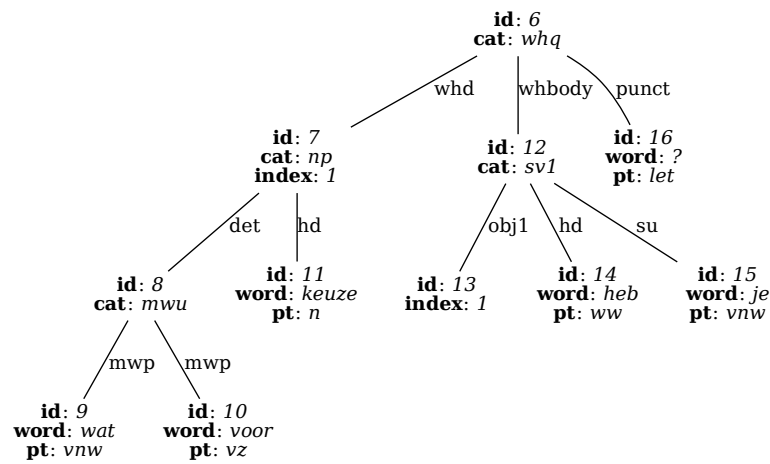 id: 6
cat: whq
whd
whbody
punct
id: 7
cat: np
index: 1
id: 12
cat: sv1
id: 16
word: ?
pt: let
det
hd
obj1
hd
su
id: 8
cat: mwu
id: 11
word: keuze
pt: n
id: 13
index: 1
id: 14
word: heb
pt: ww
id: 15
word: je
pt: vnw
mwp
mwp
id: 9
word: wat
pt: vnw
id: 10
word: voor
pt: vz